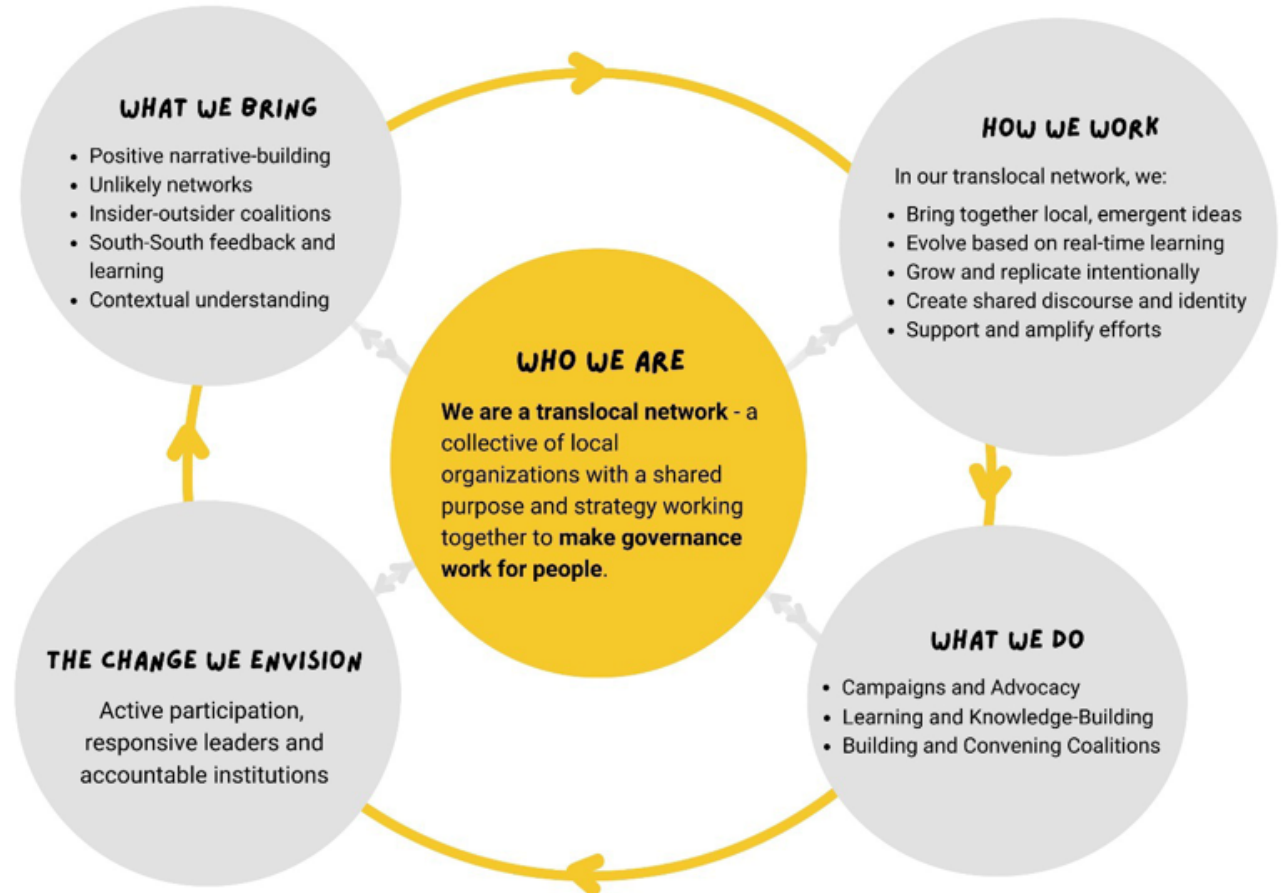 WHAT WE BRING
• Positive narrative-building
• Unlikely networks
• Insider-outsider coalitions
• South-South feedback and
learning
• Contextual understanding
HOW WE WORK
In our translocal network, we:
• Bring together local, emergent ideas
• Evolve based on real-time learning
• Grow and replicate intentionally
• Create shared discourse and identity
• Support and amplify efforts
WHO WE ARE
We are a translocal network - a
collective of local
organizations with a shared
purpose and strategy working
together to make governance
work for people.
THE CHANGE WE ENVISION
Active participation,
responsive leaders and
accountable institutions
WHAT WE DO
• Campaigns and Advocacy
• Learning and Knowledge-Building
• Building and Convening Coalitions